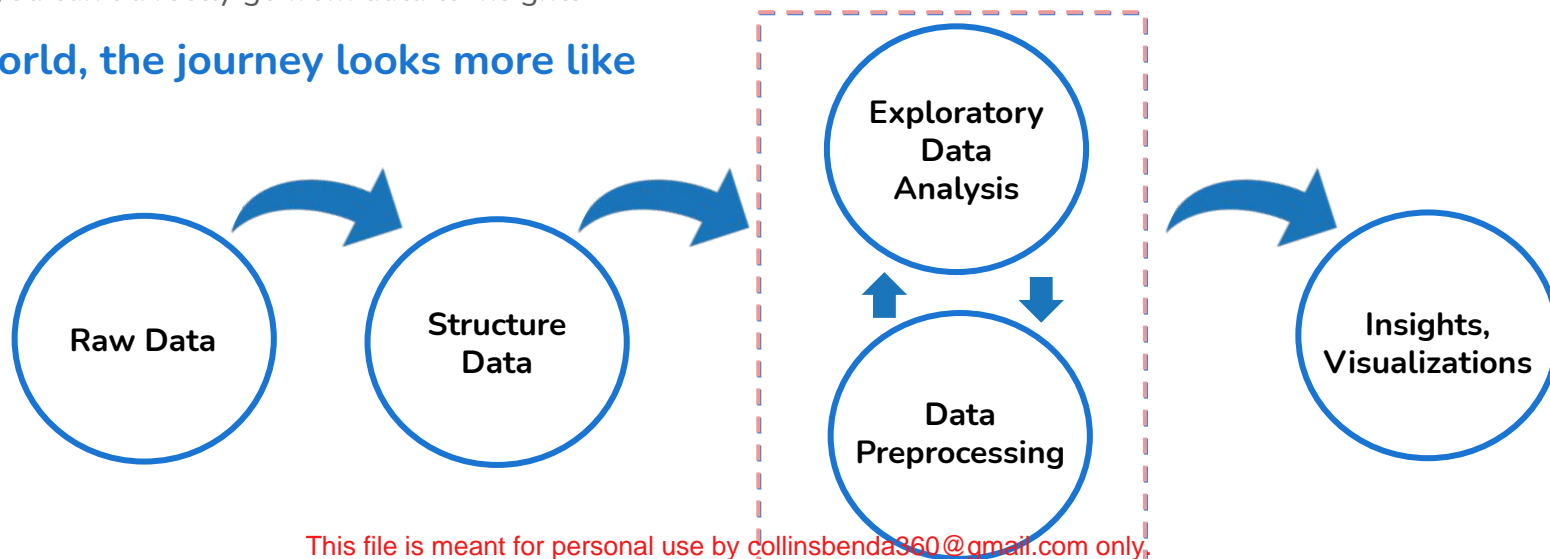 orld, the journey looks more like
Exploratory
Data
Analysis
Raw Data
Structure
Data
Data
Preprocessing
Insights,
Visualizations
This file is meant for personal use by collinsbenda360@gmail.com only.